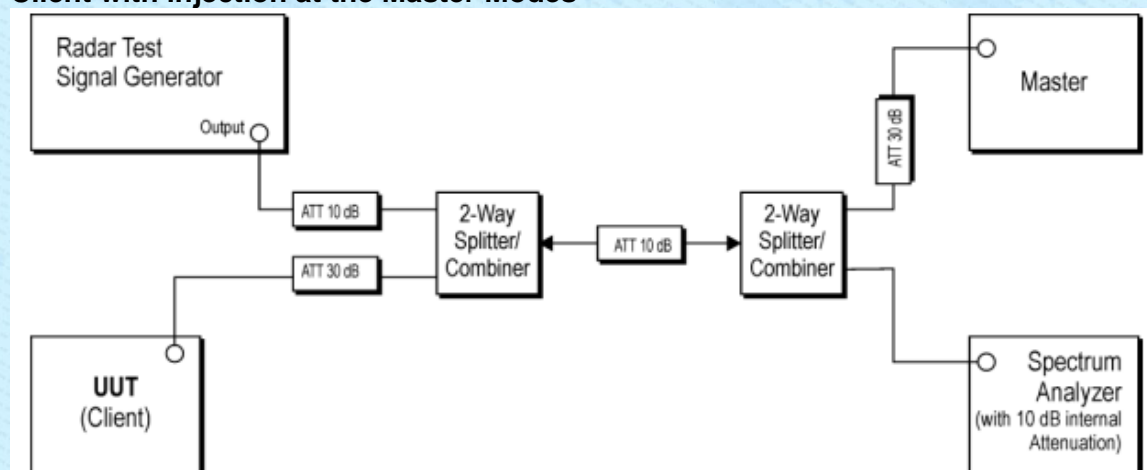 Client with Injection at the Master Modes
Radar Test
Signal Generator
Output
ATT 10 dB
ATT 30 dB
2-Way
Splitter/
Combiner
ATT 10 dB
2-Way
Splitter/
Combiner
ATT 30 dB
Master
UUT
(Client)
Spectrum
Analyzer
(with 10 dB internal
Attenuation)